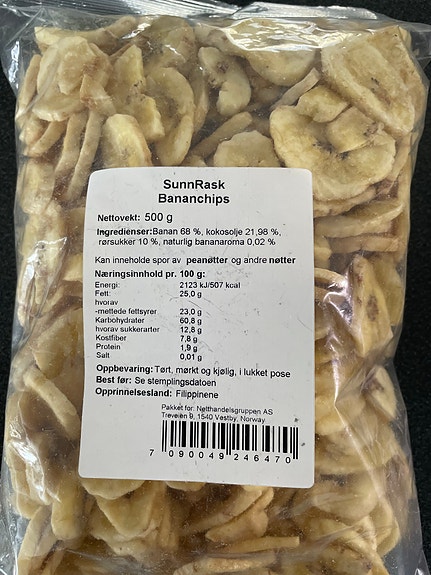 SunnRask
Bananchips
Nettovekt: 500 g
Ingredienser:Banan 68 %, kokosolje 21,98 %,
rørsukker 10 %, naturlig bananaroma 0,02 %
Kan inneholde spor av peanøtter og andre nøtter
Næringsinnhold pr. 100 g:
Energi: 2123 kJ/507 kcal
Fett: 25,0 g
hvorav
-mettede fettsyrer 23,0 g
Karbohydrater 60,8 g
hvorav sukkerarter 12,8 g
Kostfiber 7,8 g
Protein 1,9 g
Salt 0,01 g
Oppbevaring: Tørt, mørkt og kjølig, i lukket pose
Best før: Se stemplingsdatoen
Opprinnelsesland: Filippinene
Pakket for: Netthandelsgruppen AS
Treveien 9, 1540 Vestby, Norway
7 090049 246470